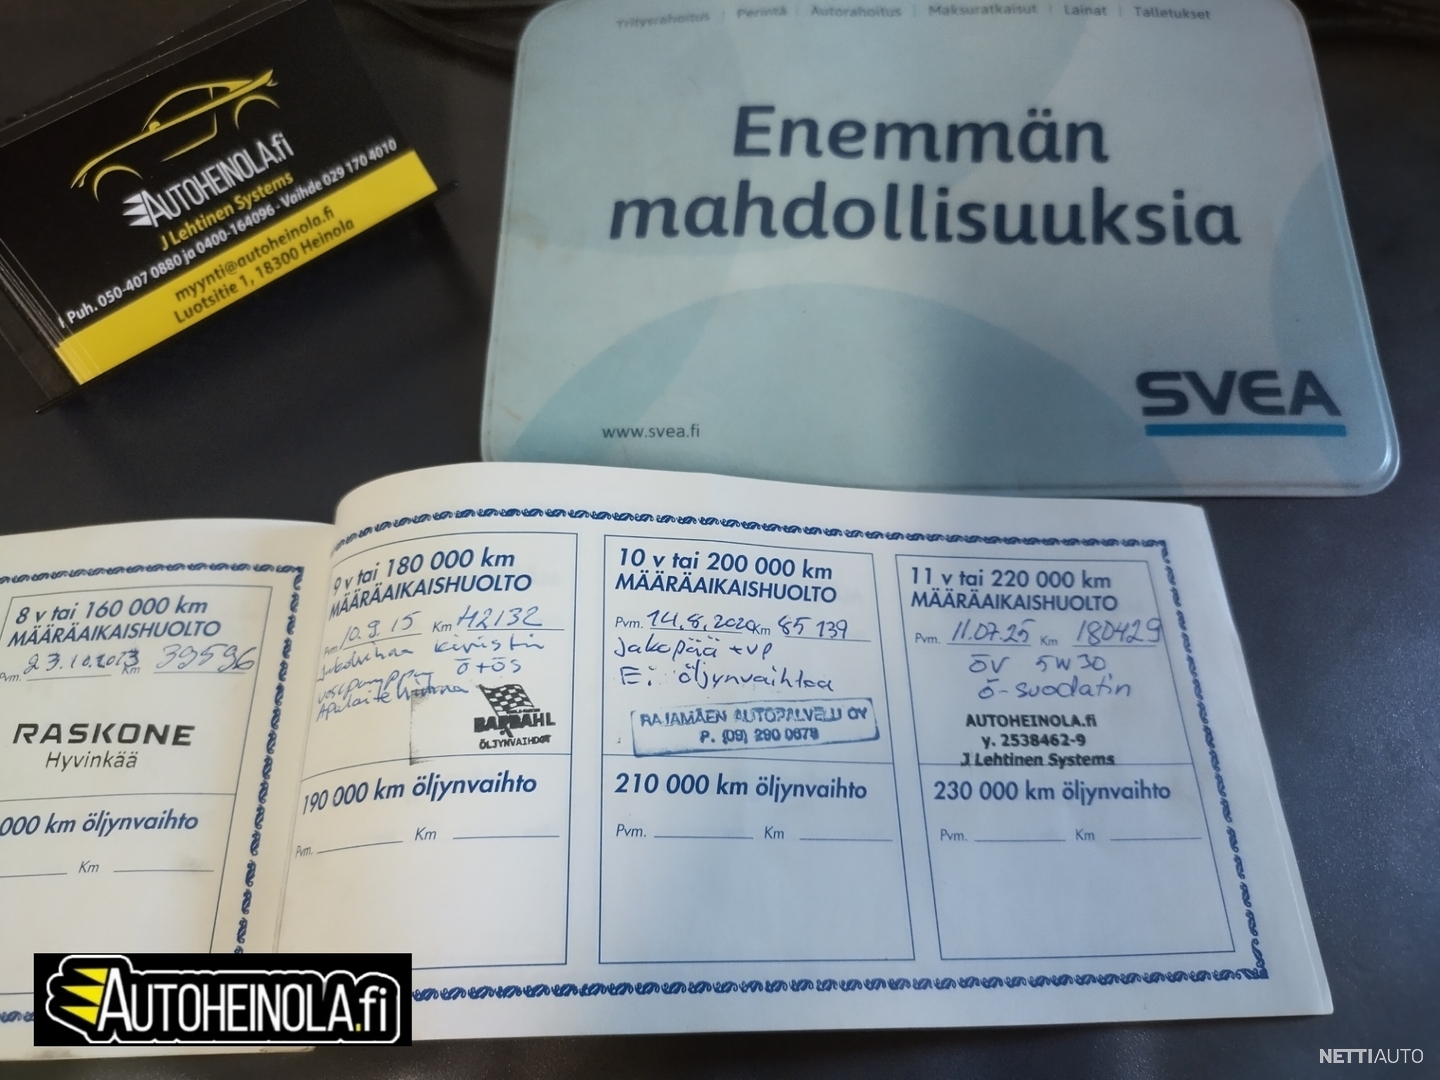 Yritysrahoitus | Perintä | Autorahoitus | Maksuratkaisut | Lainat | Talletukset
Enemmän
mahdollisuuksia
www.svea.fi
SVEA
AUTOHEINOLA.fi
J Lehtinen Systems
Puh. 050-407 0880 ja 0400-164096 - Vaihde 029 170 4010
myynti@autoheinola.fi
Luotsitie 1, 18300 Heinola
8 v tai 160 000 km
MÄÄRÄAIKAISHUOLTO
Pvm. 23.10.2013 Km 39596
RASKONE
Hyvinkää
000 km öljynvaihto
Km
9 v tai 180 000 km
MÄÄRÄAIKAISHUOLTO
Pvm. 10.9.15 Km 42132
kiristin
ö+ös
BARDAHL
ÖLJYNVAIHDOT
190 000 km öljynvaihto
Pvm. Km
10 v tai 200 000 km
MÄÄRÄAIKAISHUOLTO
Pvm. 14.8.2020 Km 85 139
Jakopää + vp
Ei öljynvaihtoa
RAJAMÄEN AUTOPALVELU OY
P. (09) 290 0678
210 000 km öljynvaihto
Pvm. Km
11 v tai 220 000 km
MÄÄRÄAIKAISHUOLTO
Pvm. 11.07.25 Km 180429
öv 5W30
ö-suodatin
AUTOHEINOLA.fi
y. 2538462-9
J Lehtinen Systems
230 000 km öljynvaihto
Pvm. Km
AUTOHEINOLA.fi
NETTIAUTO